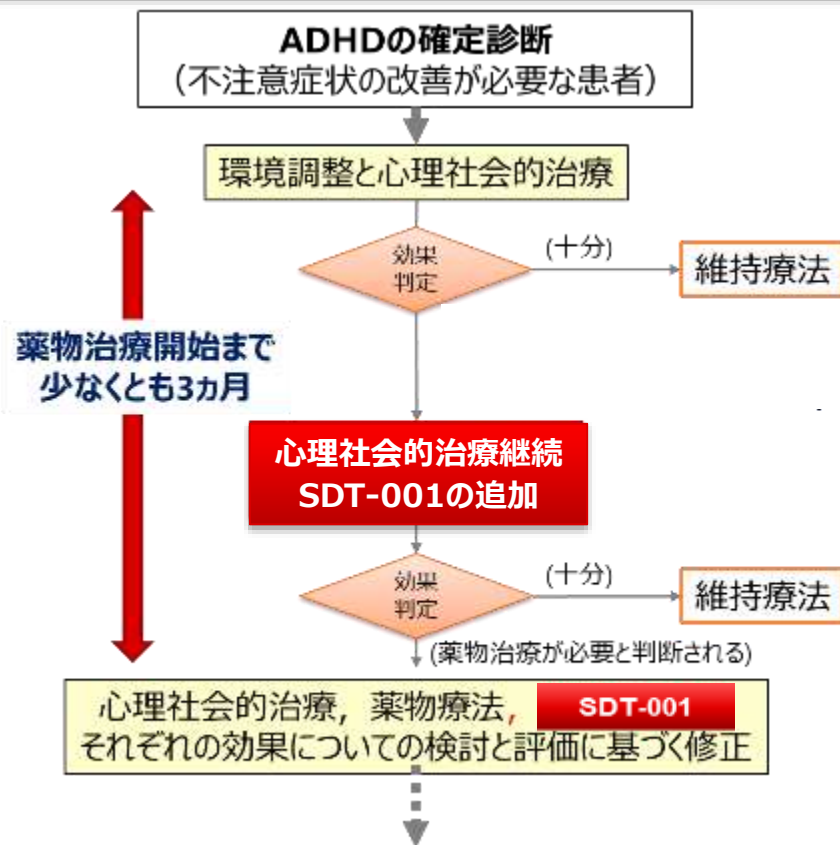 ADHDの確定診断
（不注意症状の改善が必要な患者）
環境調整と心理社会的治療
効果
判定
(十分)
維持療法
薬物治療開始まで
少なくとも3ヵ月
心理社会的治療継続
SDT-001の追加
効果
判定
(十分)
維持療法
(薬物治療が必要と判断される)
心理社会的治療，薬物療法，SDT-001
それぞれの効果についての検討と評価に基づく修正